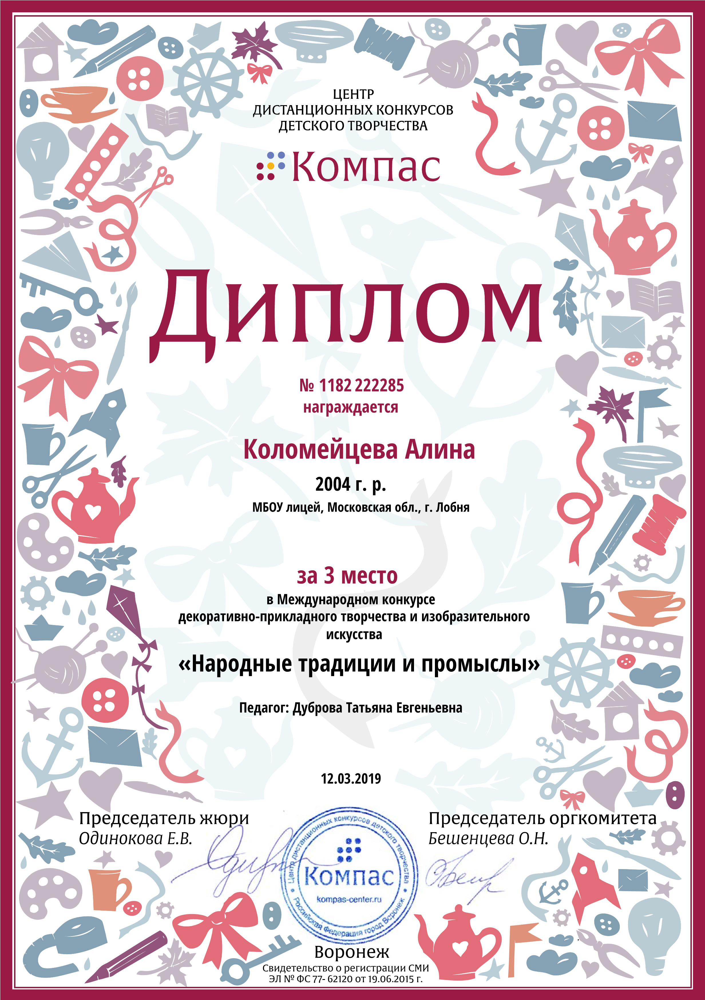 ЦЕНТР
ДИСТАНЦИОННЫХ КОНКУРСОВ
ДЕТСКОГО ТВОРЧЕСТВА
Компас
Диплом
№ 1182 222285
награждается
Коломейцева Алина
2004 г. р.
МБОУ лицей, Московская обл., г. Лобня
за 3 место
в Международном конкурсе
декоративно-прикладного творчества и изобразительного
искусства
«Народные традиции и промыслы»
Педагог: Дуброва Татьяна Евгеньевна
12.03.2019
Председатель жюри
Одинокова Е.В.
Председатель оргкомитета
Бешенцева О.Н.
Центр дистанционных конкурсов детского творчества
Компас
kompas-center.ru
Российская Федерация город Воронеж
Воронеж
Свидетельство о регистрации СМИ
ЭЛ № ФС 77- 62120 от 19.06.2015 г.